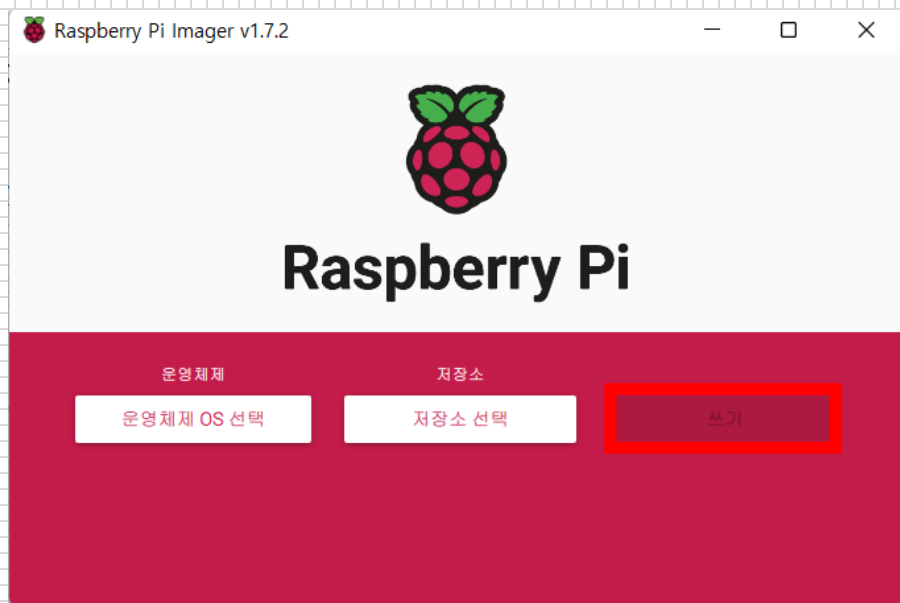 Raspberry Pi Imager v1.7.2
Raspberry Pi
운영체제
저장소
운영체제 OS 선택
저장소 선택
쓰기